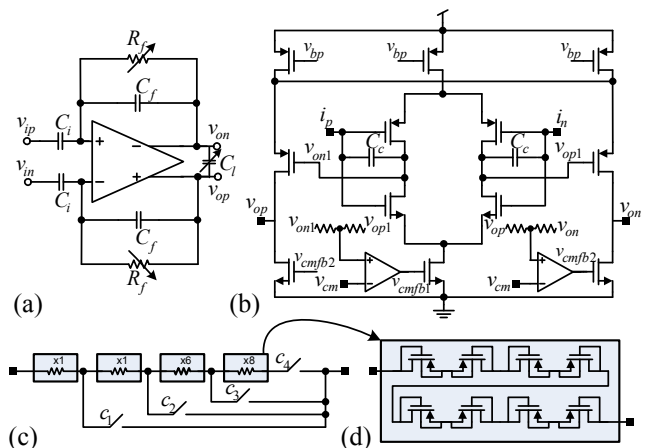 (a)
R_f
C_f
v_ip
C_i
+
−
v_on
v_in
C_i
−
+
C_l
v_op
C_f
R_f
(b)
v_bp
v_bp
v_bp
i_p
i_n
C_c
C_c
v_on1
v_op1
v_op
v_on
v_on1
v_op1
v_op
v_on
v_cmfb2
+
−
v_cm
v_cmfb1
+
−
v_cm
v_cmfb2
(c)
x1
x1
x6
x8
c_4
c_3
c_2
c_1
(d)